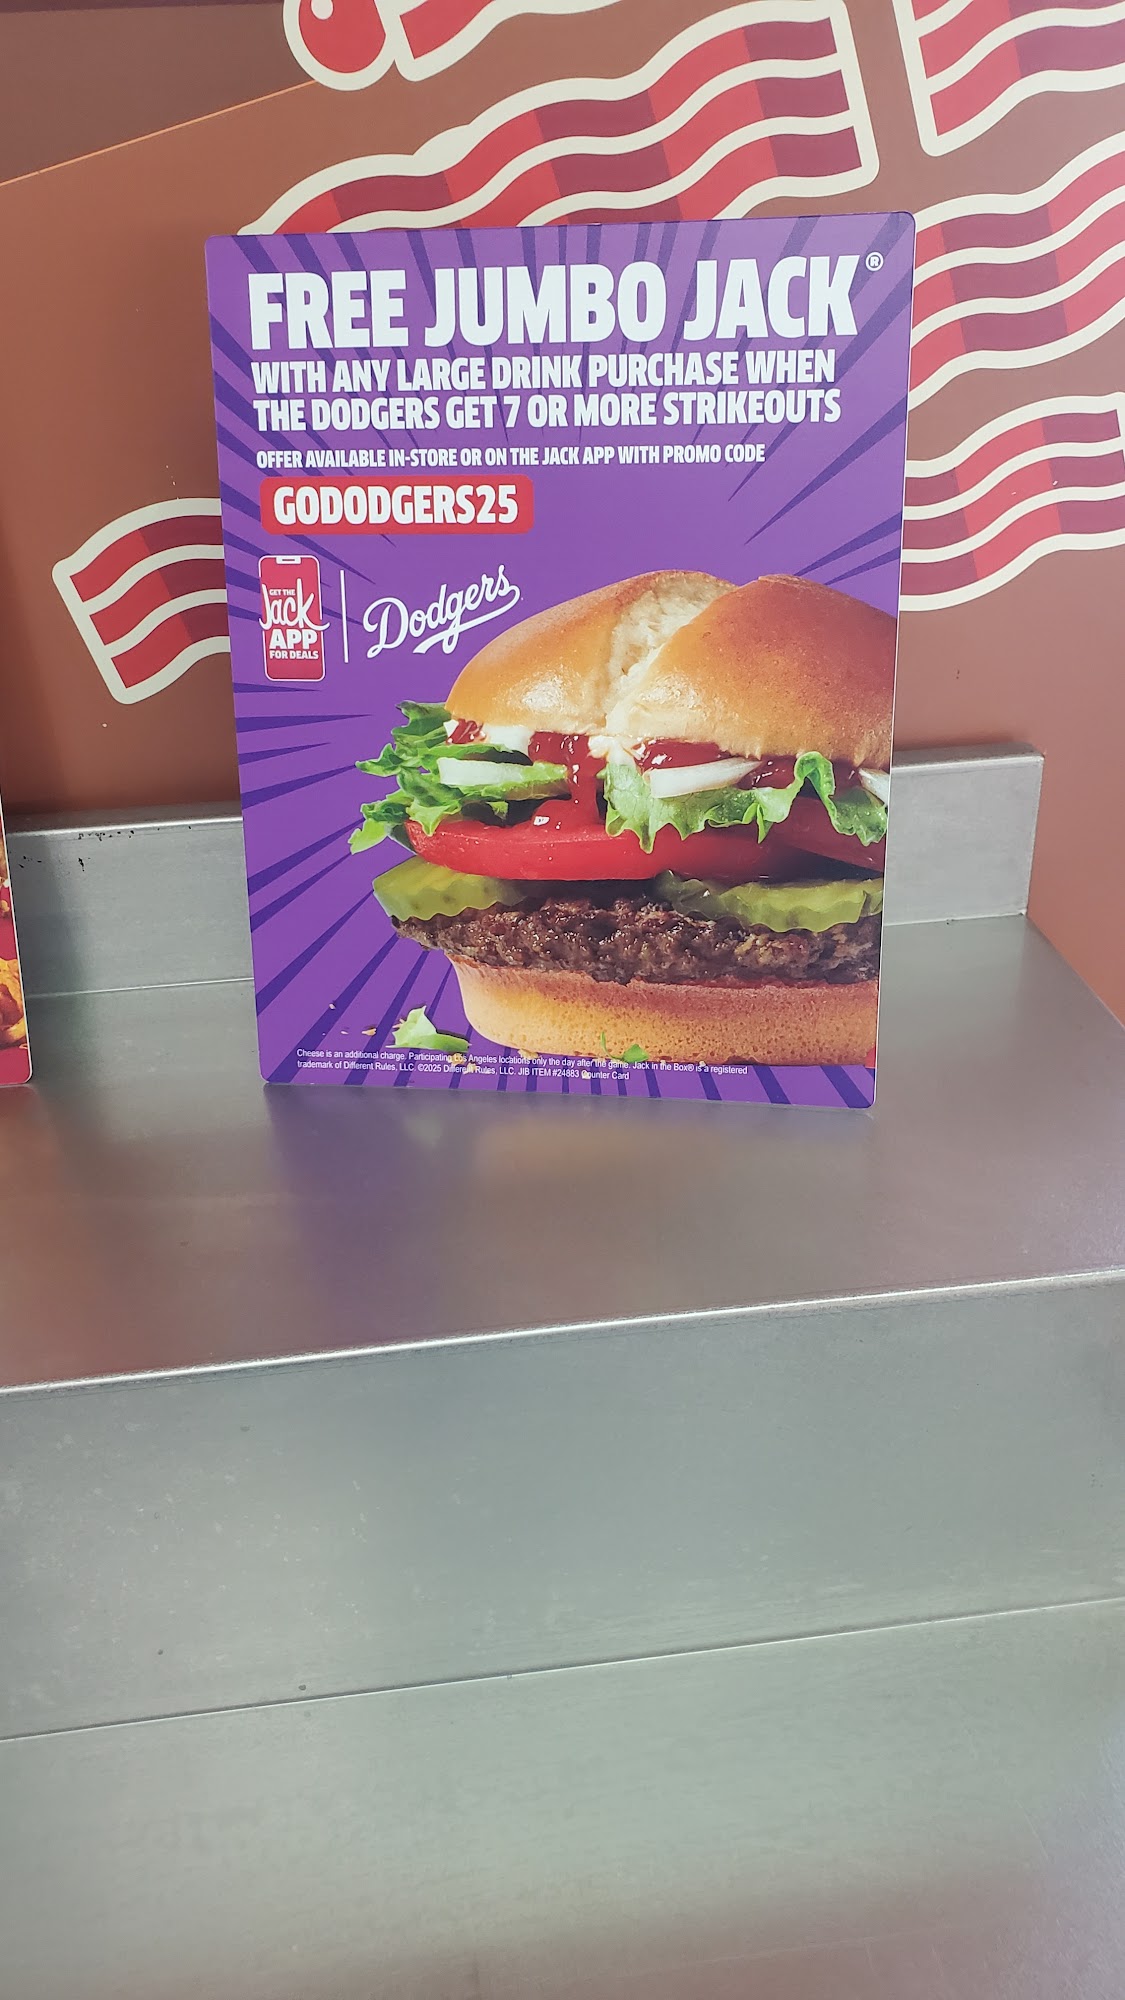 FREE JUMBO JACK®
WITH ANY LARGE DRINK PURCHASE WHEN
THE DODGERS GET 7 OR MORE STRIKEOUTS
OFFER AVAILABLE IN-STORE OR ON THE JACK APP WITH PROMO CODE
GODODGERS25
GET THE
Jack
APP
FOR DEALS
Dodgers
Cheese is an additional charge. Participating Los Angeles locations only the day after the game. Jack in the Box® is a registered
trademark of Different Rules, LLC. ©2025 Different Rules, LLC. JIB ITEM #24883 Counter Card